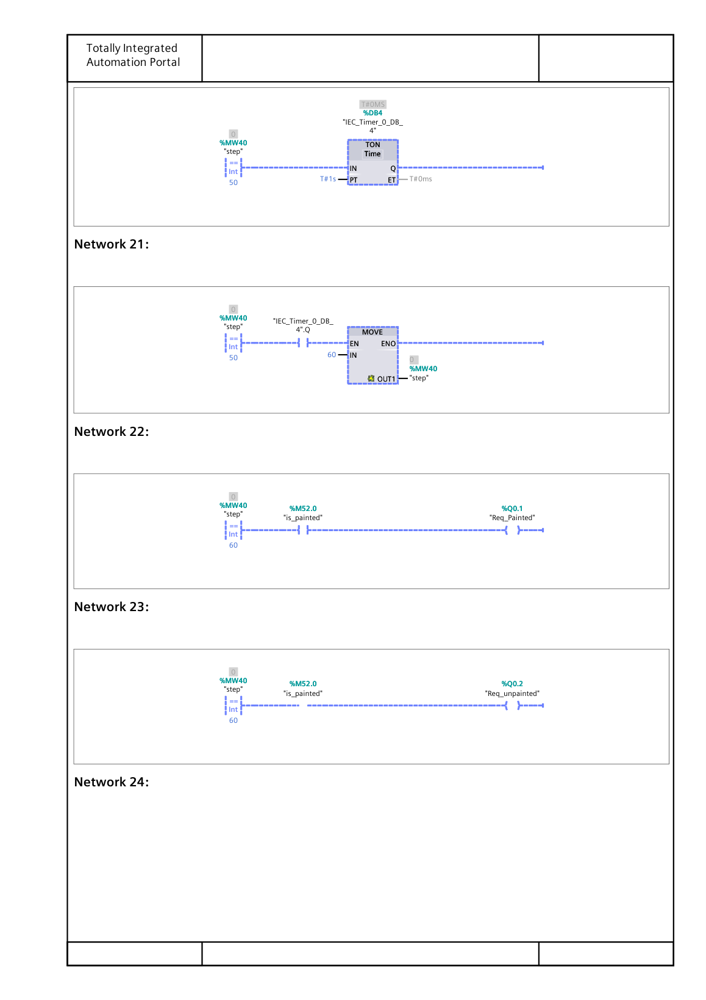 Totally Integrated
Automation Portal
T#0MS
%DB4
"IEC_Timer_0_DB_
4"
0
%MW40
"step"
TON
Time
==
Int
50
IN
Q
T#1s
PT
ET
T#0ms
Network 21:
0
%MW40
"step"
"IEC_Timer_0_DB_
4".Q
MOVE
==
Int
50
EN
ENO
60
IN
0
%MW40
OUT1
"step"
Network 22:
0
%MW40
"step"
%M52.0
"is_painted"
%Q0.1
"Req_Painted"
==
Int
60
Network 23:
0
%MW40
"step"
%M52.0
"is_painted"
%Q0.2
"Req_unpainted"
==
Int
60
Network 24: